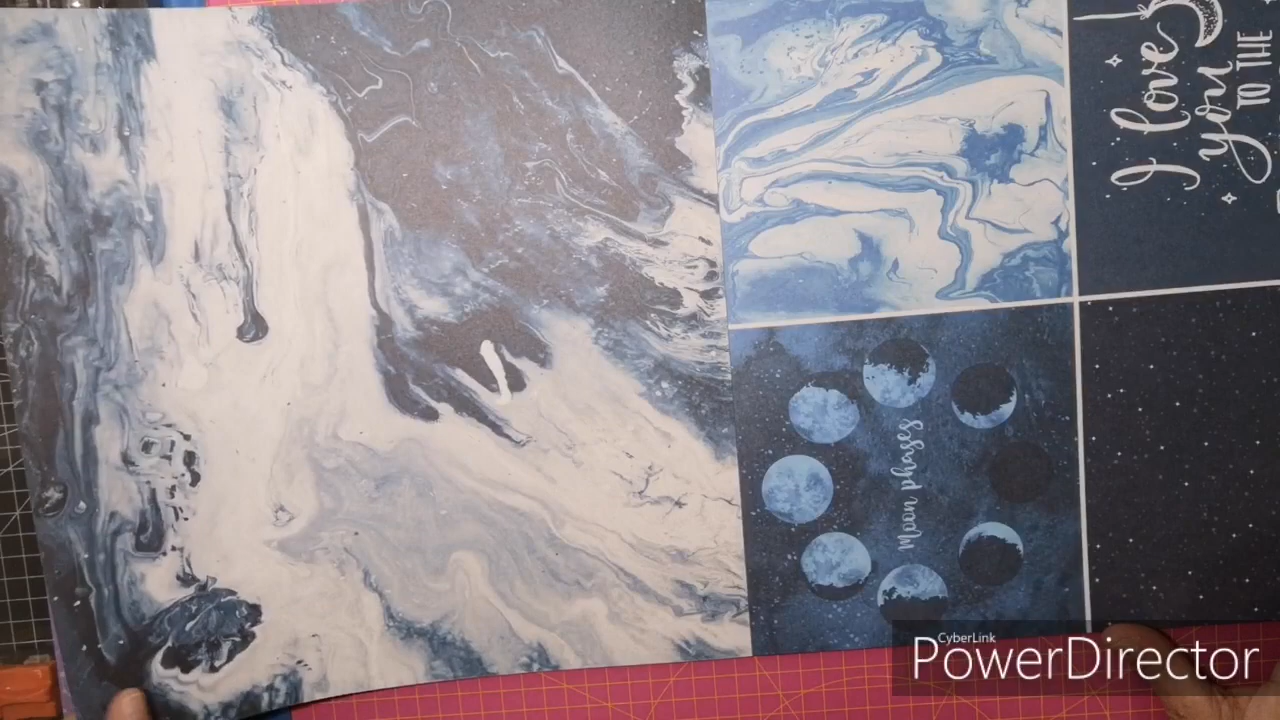 I love
you
TO THE
moon phases
CyberLink
PowerDirector